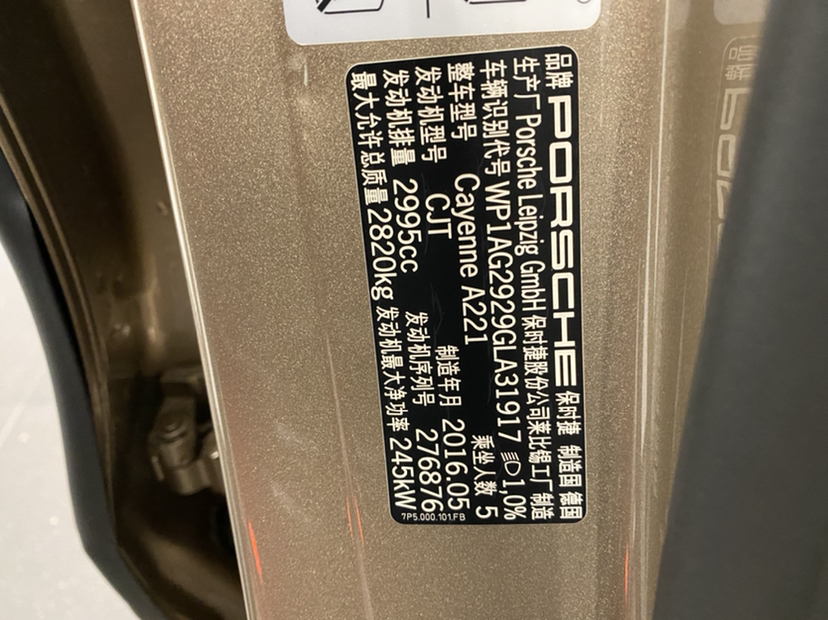 品牌 PORSCHE 保时捷 制造国 德国
生产厂 Porsche Leipzig GmbH 保时捷股份公司莱比锡工厂制造
车辆识别代号 WP1AG2929GLA31917 1,0%
整车型号 Cayenne A221 乘坐人数 5
发动机型号 CJT 制造年月 2016.05
发动机排量 2995cc 发动机序列号 276876
最大允许总质量 2820kg 发动机最大净功率 245kW
7P5.000.101.FB